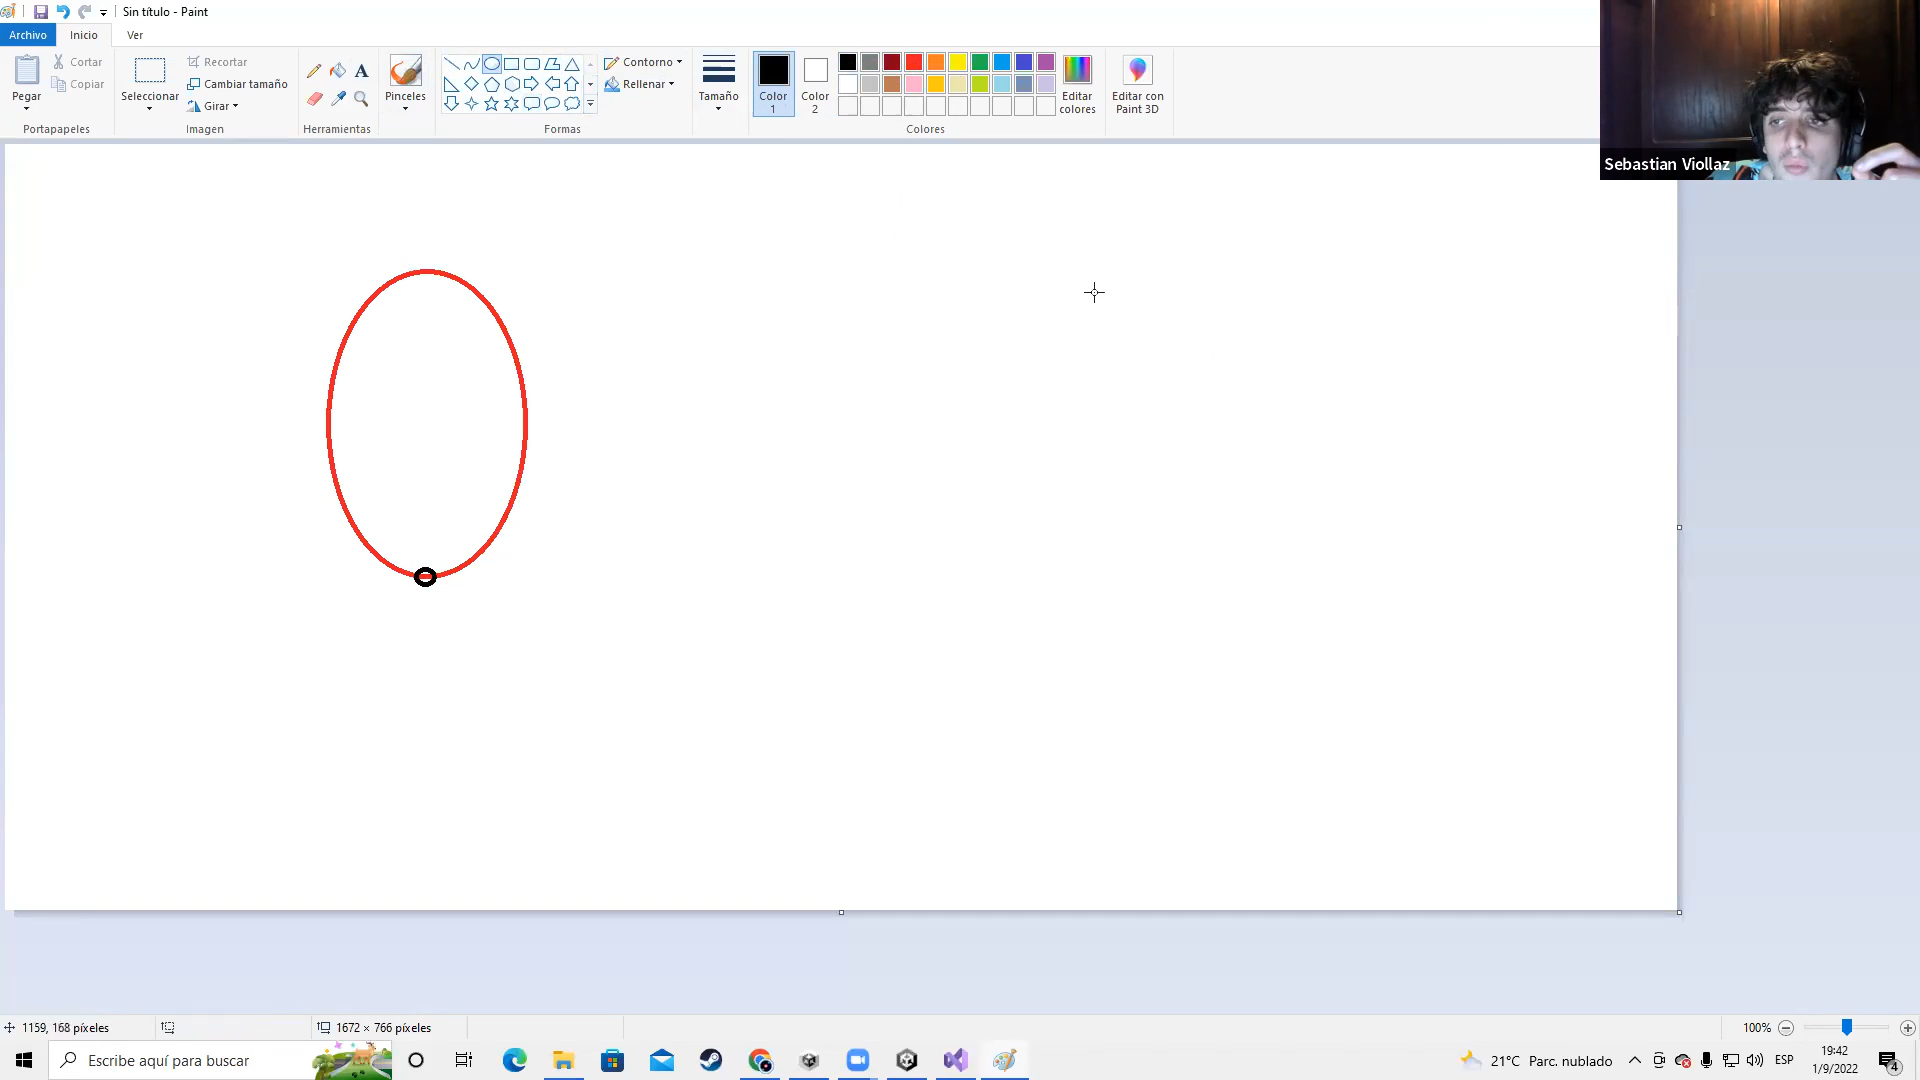 Sin título - Paint
Archivo
Inicio
Ver
Pegar
Cortar
Copiar
Portapapeles
Seleccionar
Recortar
Cambiar tamaño
Girar
Imagen
A
Herramientas
Pinceles
Contorno
Rellenar
Formas
Tamaño
Color
1
Color
2
Editar
colores
Colores
Editar con
Paint 3D
Sebastian Viollaz
1159, 168 píxeles
1672 × 766 píxeles
100%
Escribe aquí para buscar
21°C Parc. nublado
ESP
19:42
1/9/2022
4